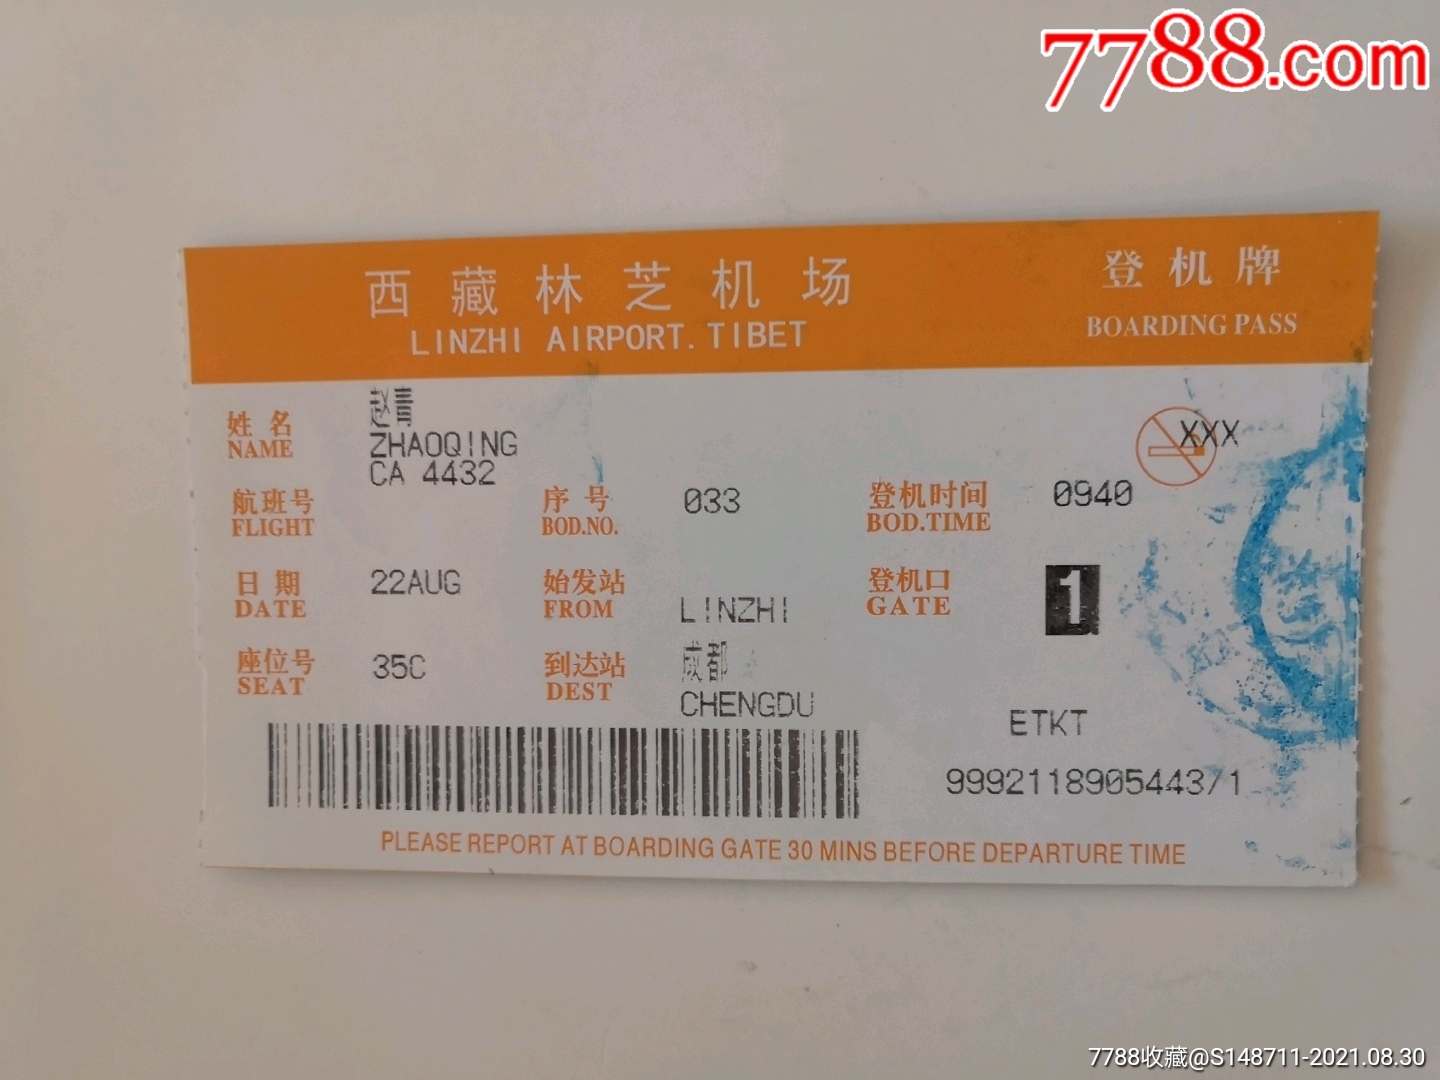 7788.com
西藏林芝机场
LINZHI AIRPORT. TIBET
登机牌
BOARDING PASS
姓名
NAME
赵青
ZHAOQING
XXX
航班号
FLIGHT
CA 4432
序号
BOD.NO.
033
登机时间
BOD.TIME
0940
日期
DATE
22AUG
始发站
FROM
LINZHI
登机口
GATE
1
座位号
SEAT
35C
到达站
DEST
成都
CHENGDU
ETKT
9992118905443/1
PLEASE REPORT AT BOARDING GATE 30 MINS BEFORE DEPARTURE TIME
7788收藏@S148711-2021.08.30